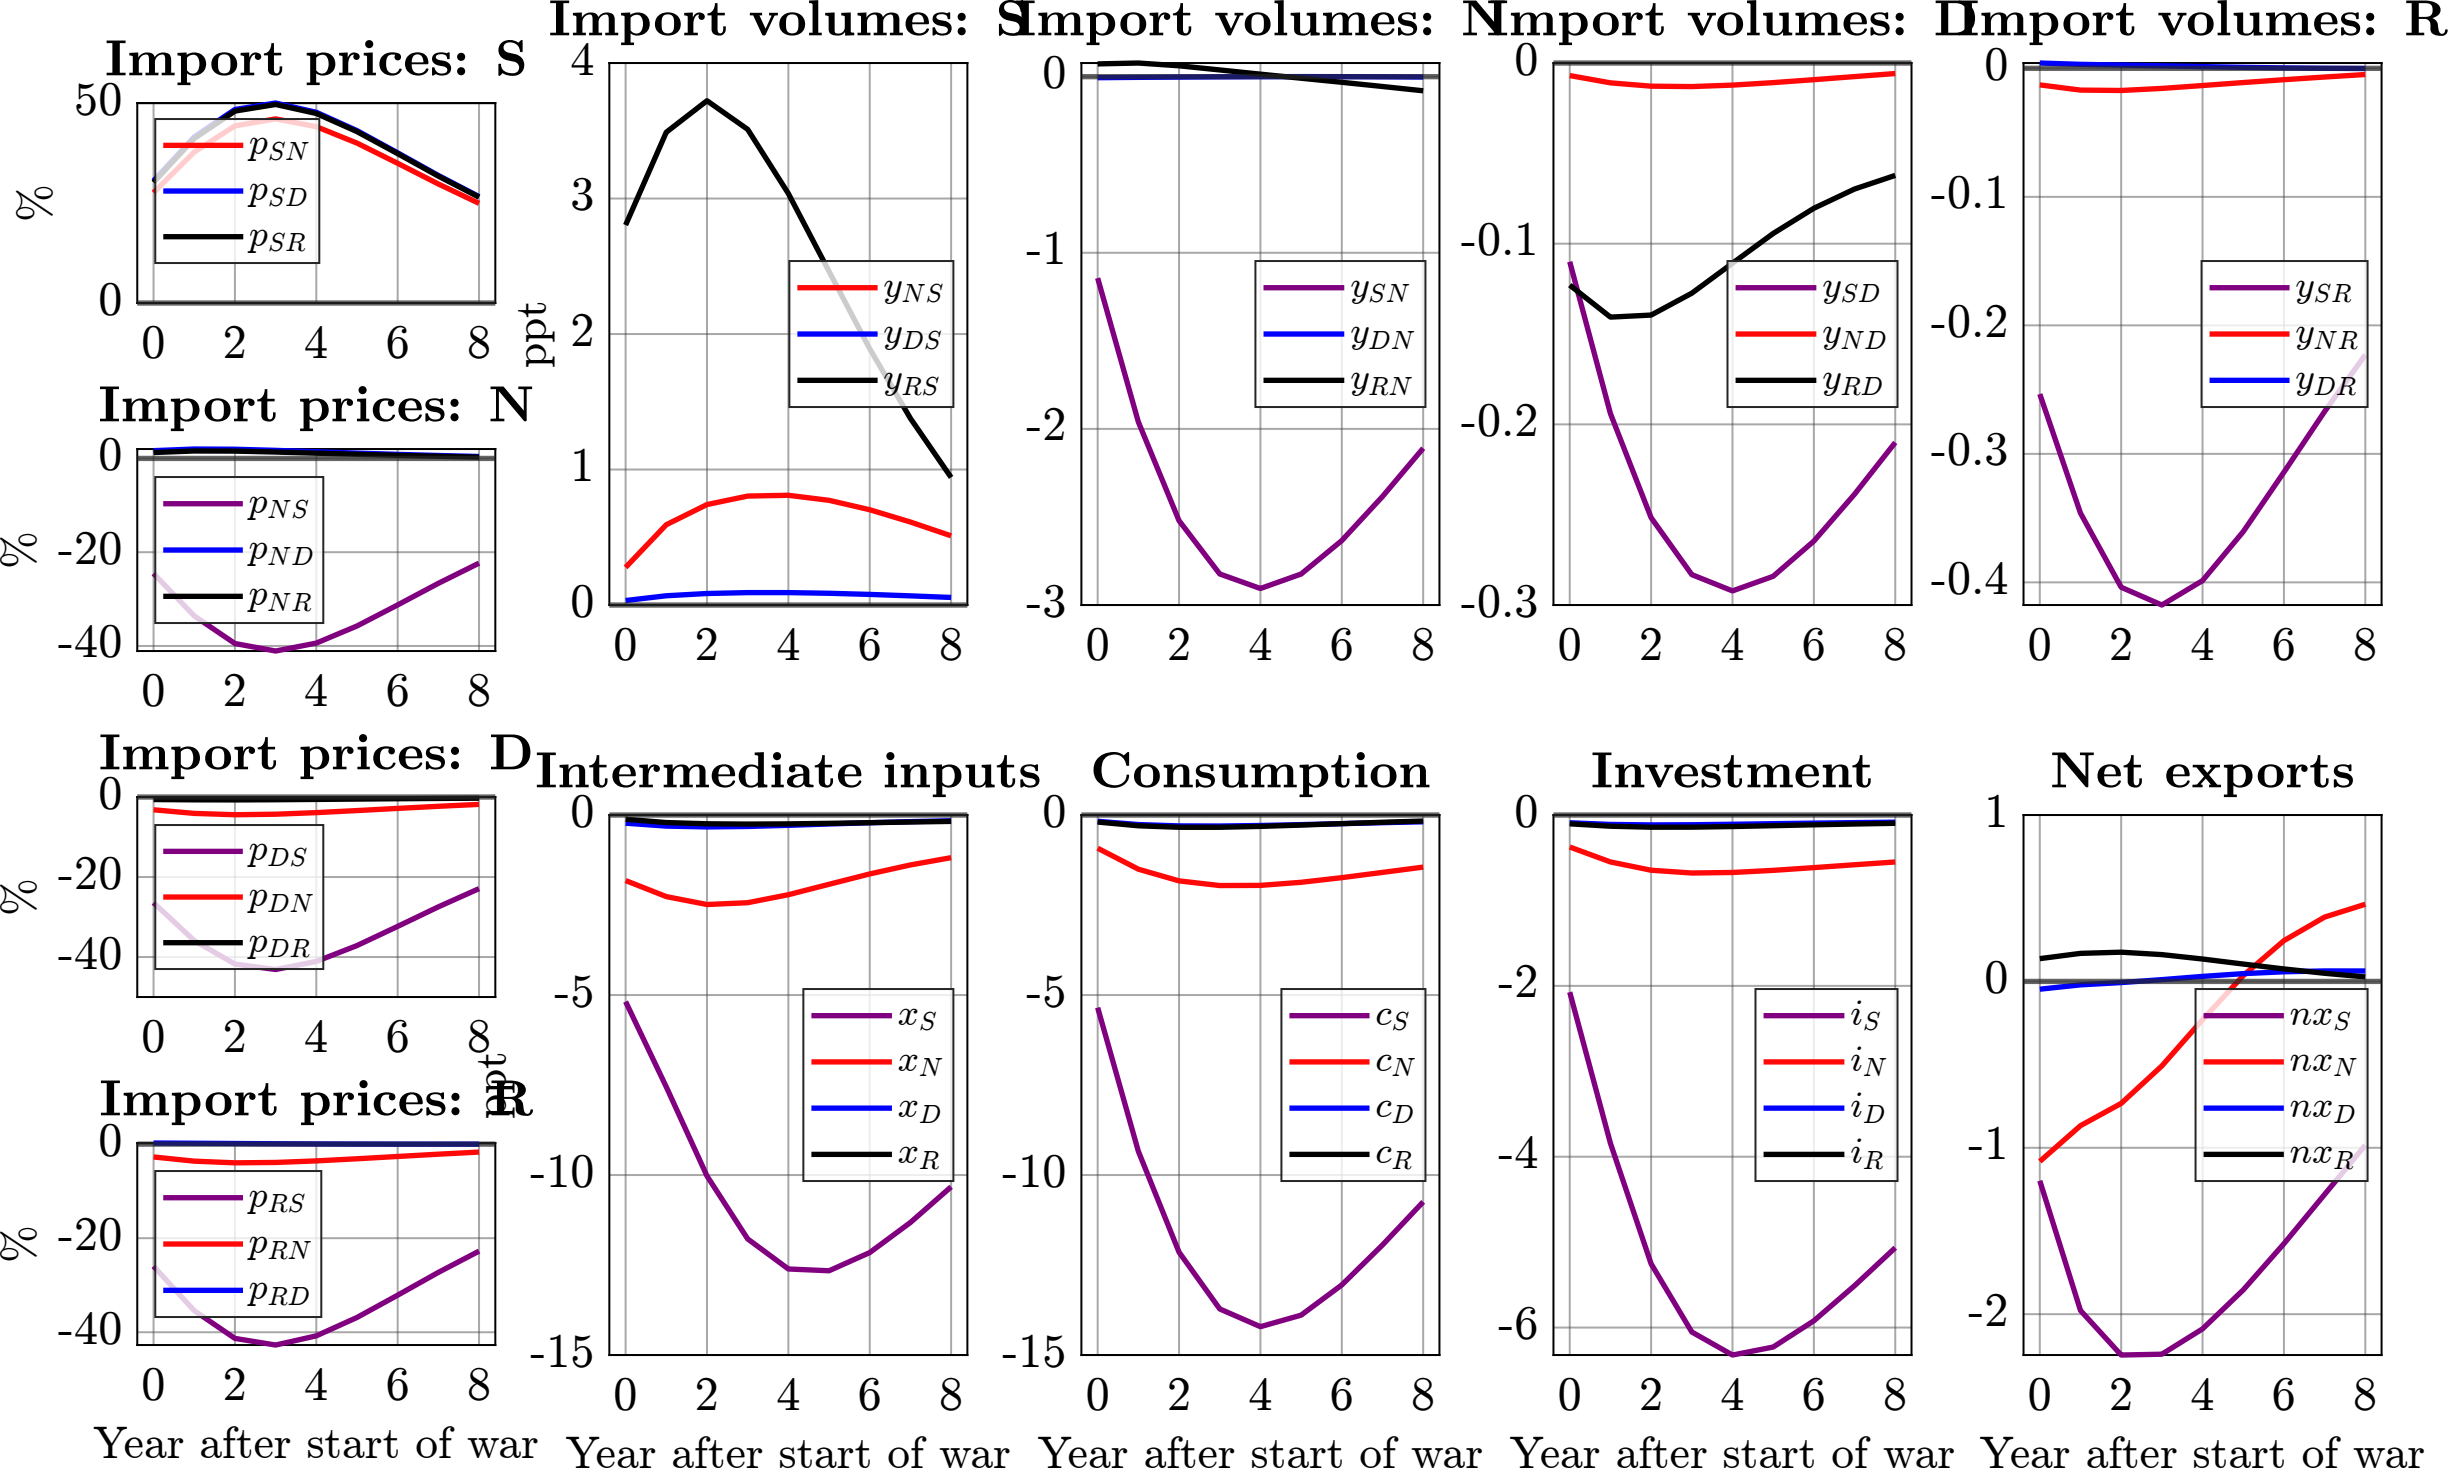 Import prices: S
%
50
0
p_SN
p_SD
p_SR
0 2 4 6 8
Import prices: N
%
0
-20
-40
p_NS
p_ND
p_NR
0 2 4 6 8
Import prices: D
%
0
-20
-40
p_DS
p_DN
p_DR
0 2 4 6 8
Import prices: R
%
0
-20
-40
p_RS
p_RN
p_RD
0 2 4 6 8
Year after start of war
Import volumes: S
ppt
4
3
2
1
0
y_NS
y_DS
y_RS
0 2 4 6 8
Import volumes: N
0
-1
-2
-3
y_SN
y_DN
y_RN
0 2 4 6 8
Import volumes: D
0
-0.1
-0.2
-0.3
y_SD
y_ND
y_RD
0 2 4 6 8
Import volumes: R
0
-0.1
-0.2
-0.3
-0.4
y_SR
y_NR
y_DR
0 2 4 6 8
Intermediate inputs
ppt
0
-5
-10
-15
x_S
x_N
x_D
x_R
0 2 4 6 8
Year after start of war
Consumption
0
-5
-10
-15
c_S
c_N
c_D
c_R
0 2 4 6 8
Year after start of war
Investment
0
-2
-4
-6
i_S
i_N
i_D
i_R
0 2 4 6 8
Year after start of war
Net exports
1
0
-1
-2
nx_S
nx_N
nx_D
nx_R
0 2 4 6 8
Year after start of war